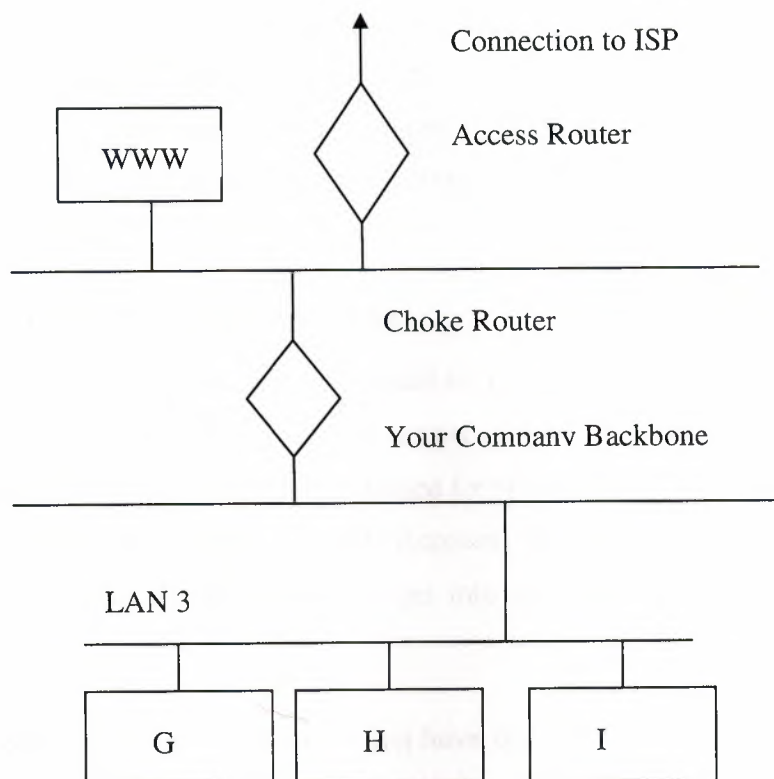 Connection to ISP
WWW
Access Router
Choke Router
Your Company Backbone
LAN 3
G
H
I